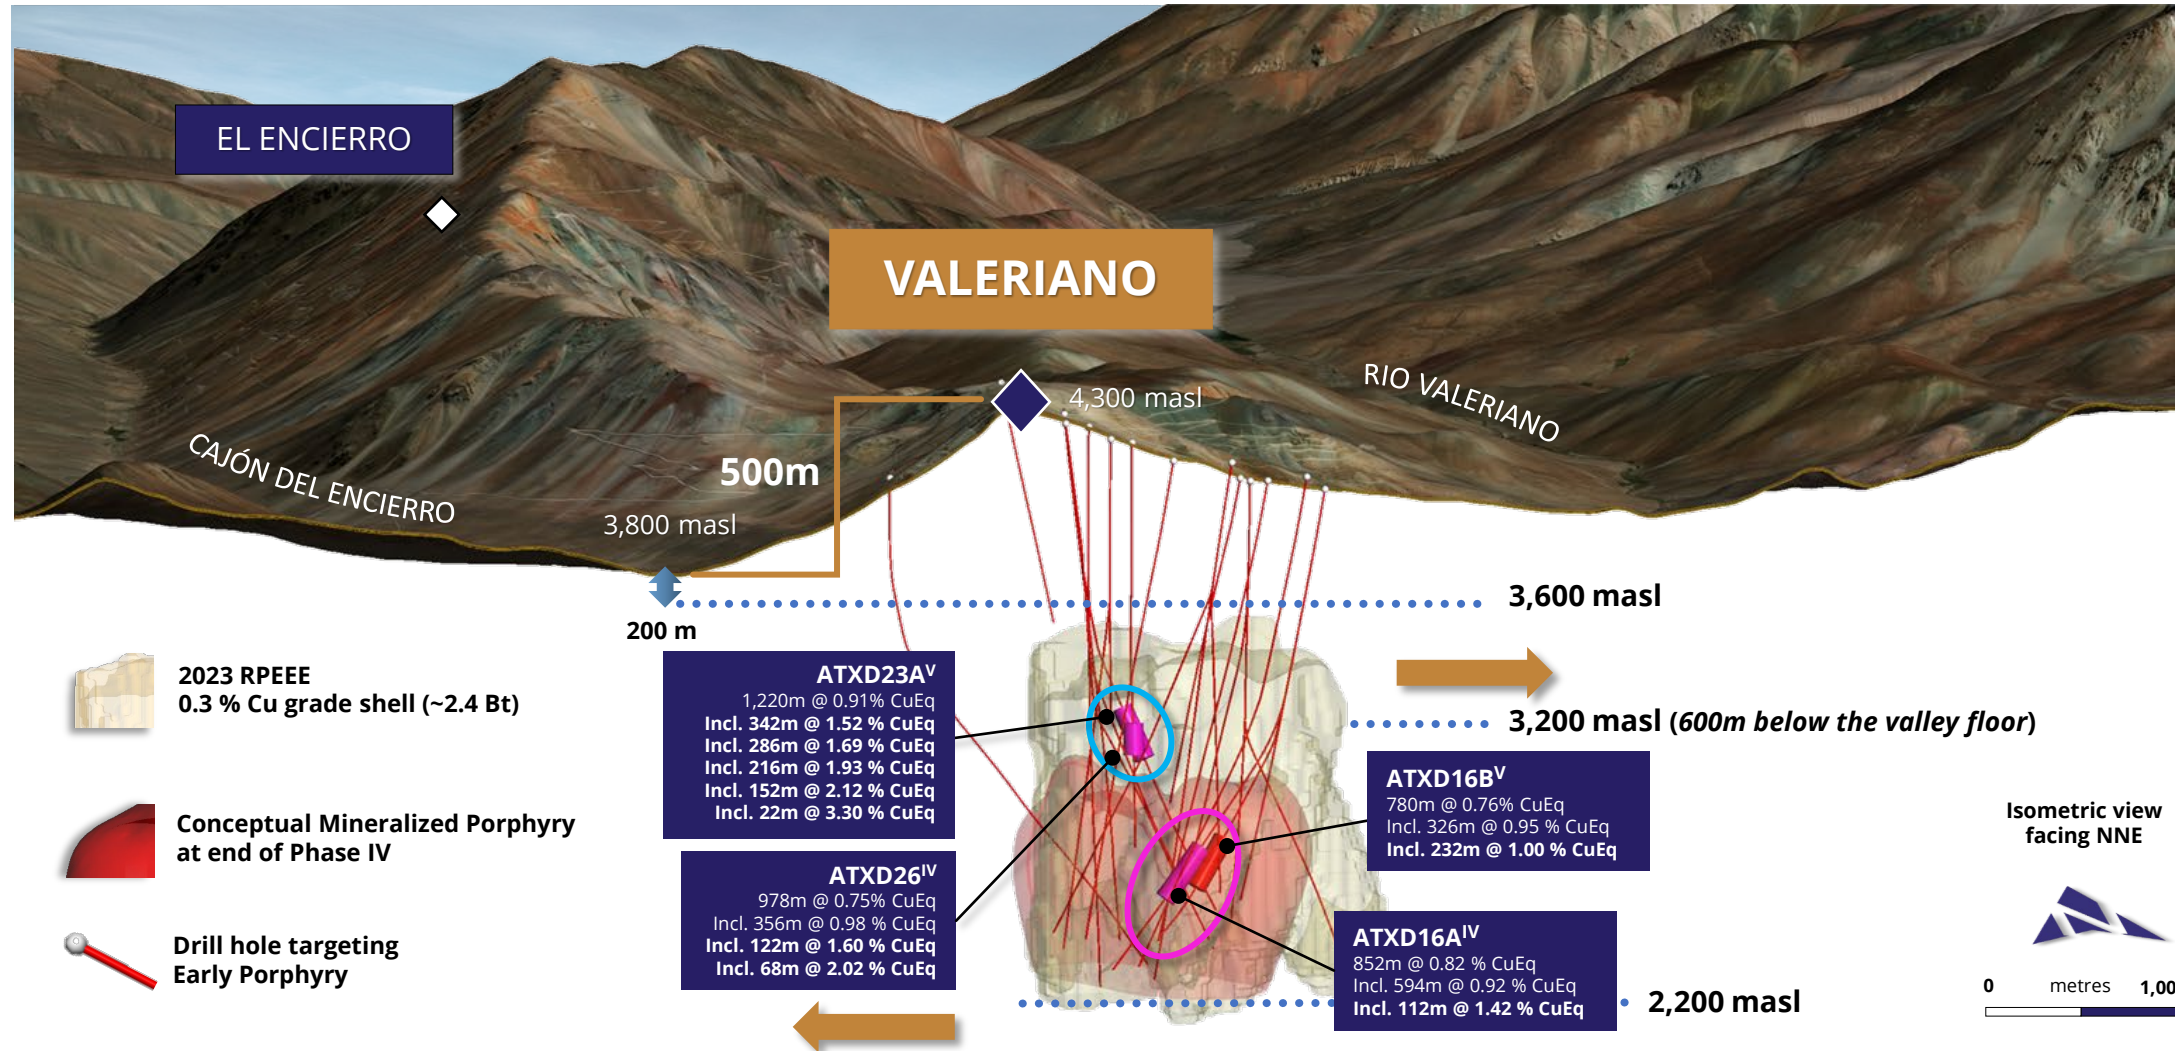 EL ENCIERRO
VALERIANO
RIO VALERIANO
4,300 masl
CAJÓN DEL ENCIERRO
500m
3,800 masl
3,600 masl
200 m
2023 RPEEE
0.3 % Cu grade shell (~2.4 Bt)
ATXD23AV
1,220m @ 0.91% CuEq
Incl. 342m @ 1.52 % CuEq
Incl. 286m @ 1.69 % CuEq
Incl. 216m @ 1.93 % CuEq
Incl. 152m @ 2.12 % CuEq
Incl. 22m @ 3.30 % CuEq
3,200 masl (600m below the valley floor)
ATXD16BV
780m @ 0.76% CuEq
Incl. 326m @ 0.95 % CuEq
Incl. 232m @ 1.00 % CuEq
Conceptual Mineralized Porphyry
at end of Phase IV
Isometric view
facing NNE
ATXD26IV
978m @ 0.75% CuEq
Incl. 356m @ 0.98 % CuEq
Incl. 122m @ 1.60 % CuEq
Incl. 68m @ 2.02 % CuEq
Drill hole targeting
Early Porphyry
ATXD16AIV
852m @ 0.82 % CuEq
Incl. 594m @ 0.92 % CuEq
Incl. 112m @ 1.42 % CuEq
2,200 masl
0 metres 1,00